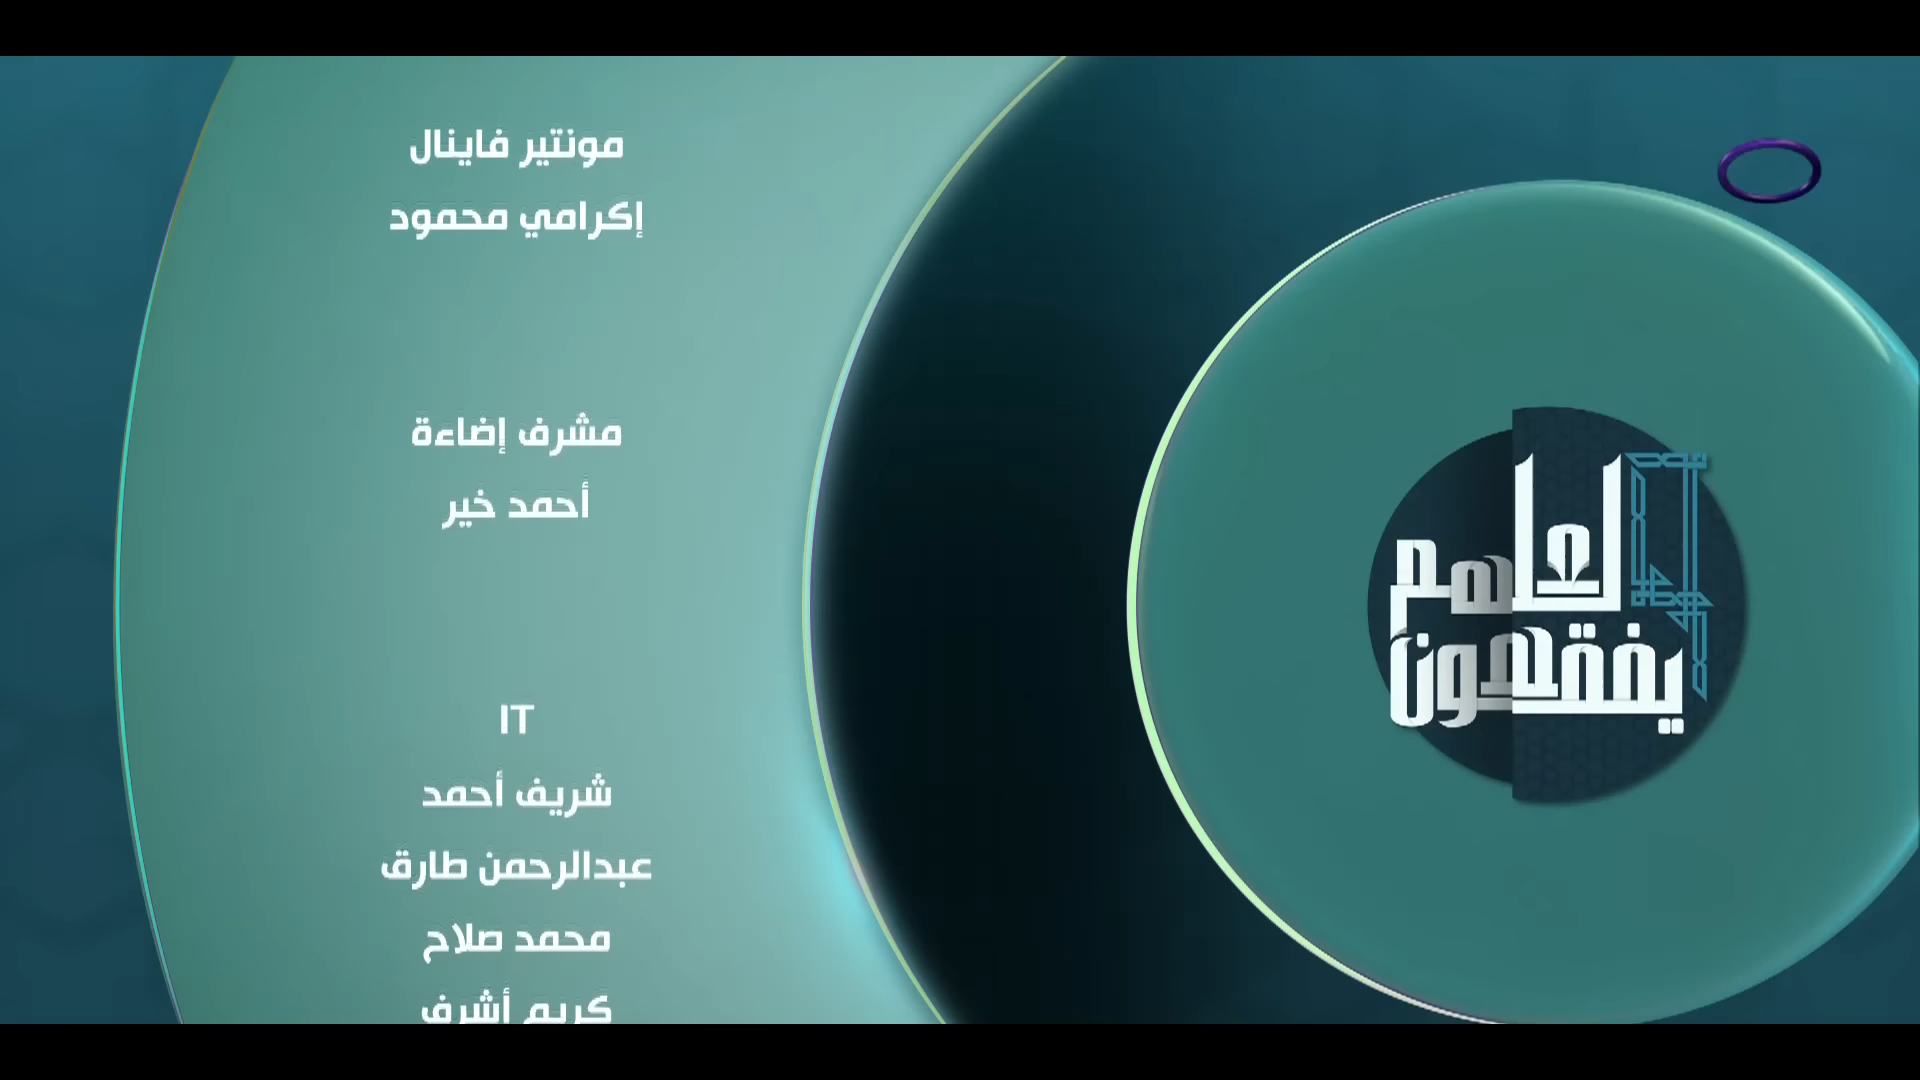 مونتير فاينال
إكرامي محمود
مشرف إضاءة
أحمد خير
IT
شريف أحمد
عبدالرحمن طارق
محمد صلاح
كريم أشرف
لعلهم
يفقهون